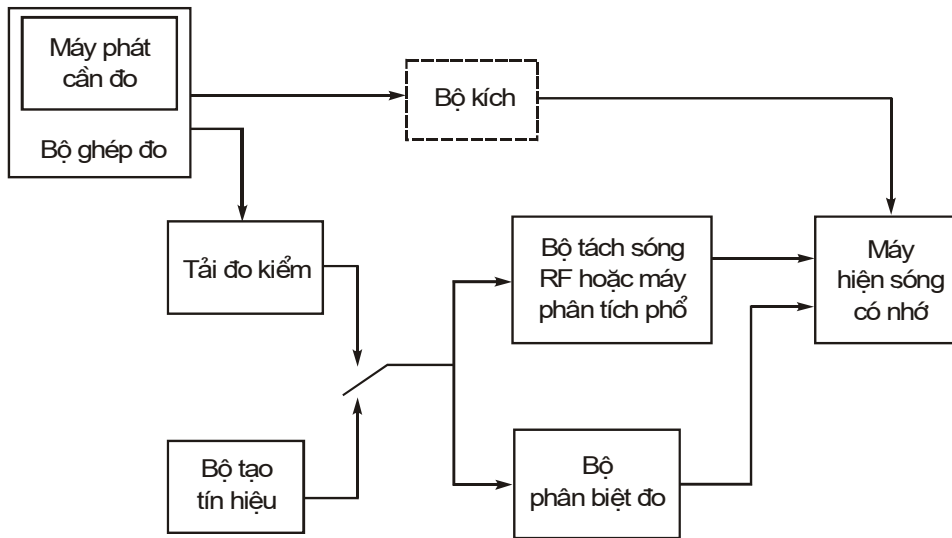 Máy phát
cần đo
Bộ ghép đo
Bộ kích
Tải đo kiểm
Bộ tách sóng
RF hoặc máy
phân tích phổ
Máy
hiện sóng
có nhớ
Bộ tạo
tín hiệu
Bộ
phân biệt đo